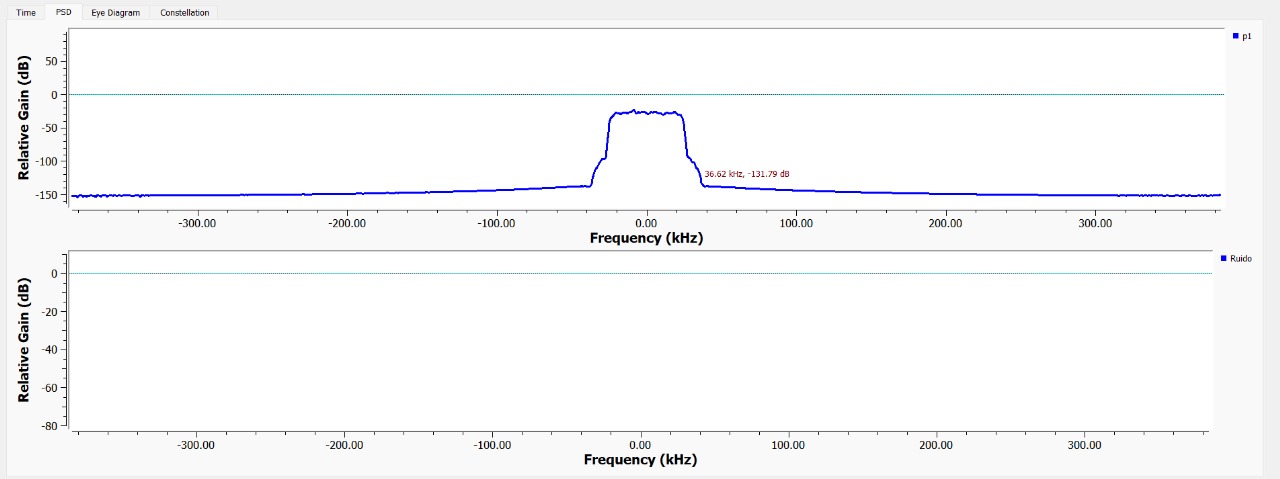 Time PSD Eye Diagram Constellation
Relative Gain (dB)
50
0
-50
-100
-150
p1
36.62 kHz, -131.79 dB
-300.00 -200.00 -100.00 0.00 100.00 200.00 300.00
Frequency (kHz)
Relative Gain (dB)
0
-20
-40
-60
-80
Ruido
-300.00 -200.00 -100.00 0.00 100.00 200.00 300.00
Frequency (kHz)